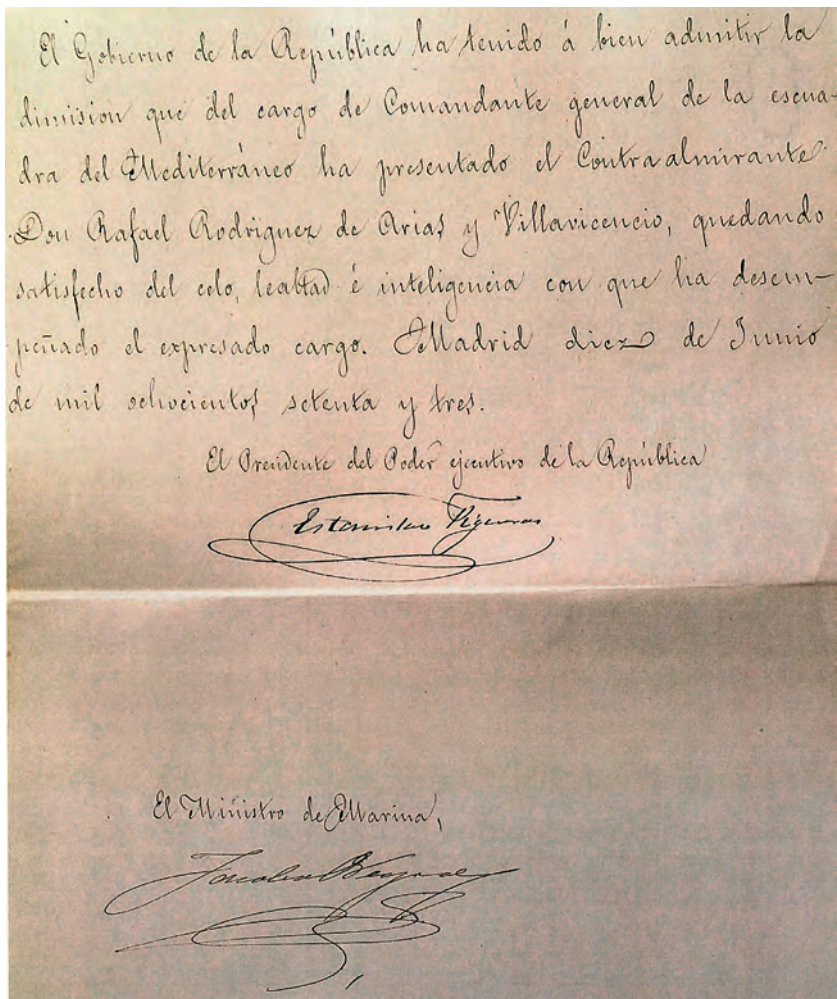 El Gobierno de la República ha tenido á bien admitir la
dimision que del cargo de Comandante general de la escua-
dra del Mediterráneo ha presentado el Contraalmirante
Don Rafael Rodriguez de Arias y Villavicencio, quedando
satisfecho del celo, lealtad é inteligencia con que ha desem-
peñado el expresado cargo. Madrid diez de Junio
de mil ochocientos setenta y tres.
El Presidente del Poder ejecutivo de la República
Estanislao Figueras
El Ministro de Marina,
Jacobo Oreyro